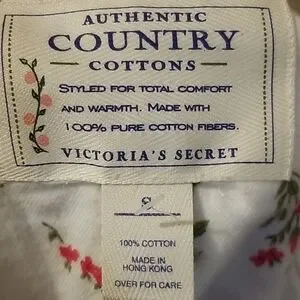 AUTHENTIC
COUNTRY
COTTONS
STYLED FOR TOTAL COMFORT
AND WARMTH. MADE WITH
100% PURE COTTON FIBERS.
VICTORIA'S SECRET
S
100% COTTON
MADE IN
HONG KONG
OVER FOR CARE